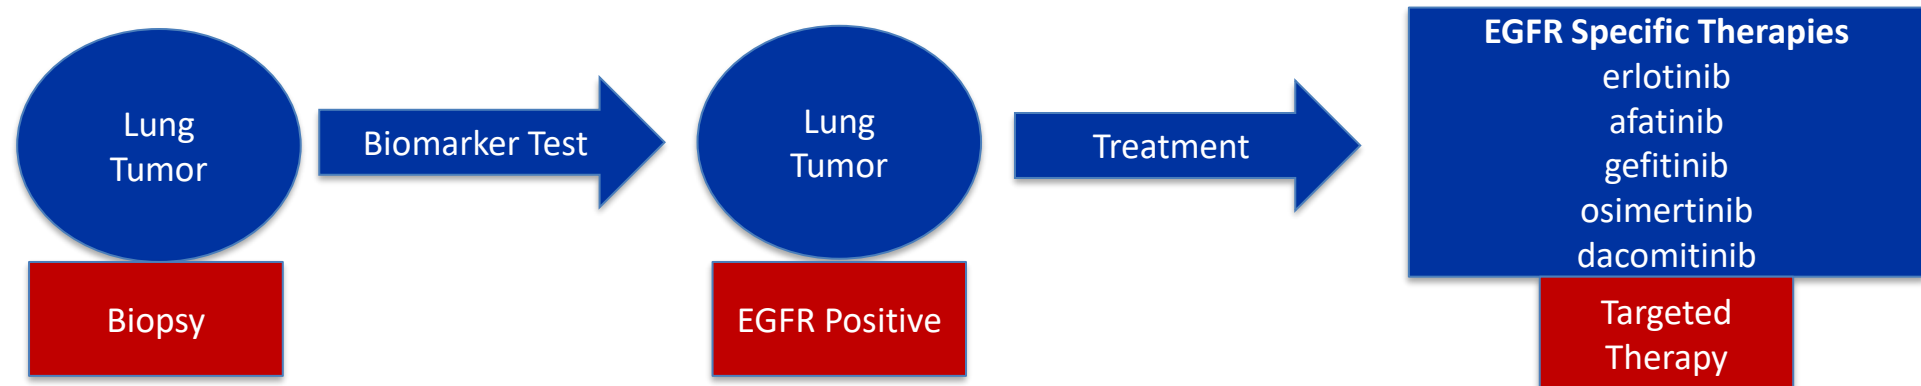 Lung
Tumor
Biopsy
Biomarker Test
Lung
Tumor
EGFR Positive
Treatment
EGFR Specific Therapies
erlotinib
afatinib
gefitinib
osimertinib
dacomitinib
Targeted
Therapy